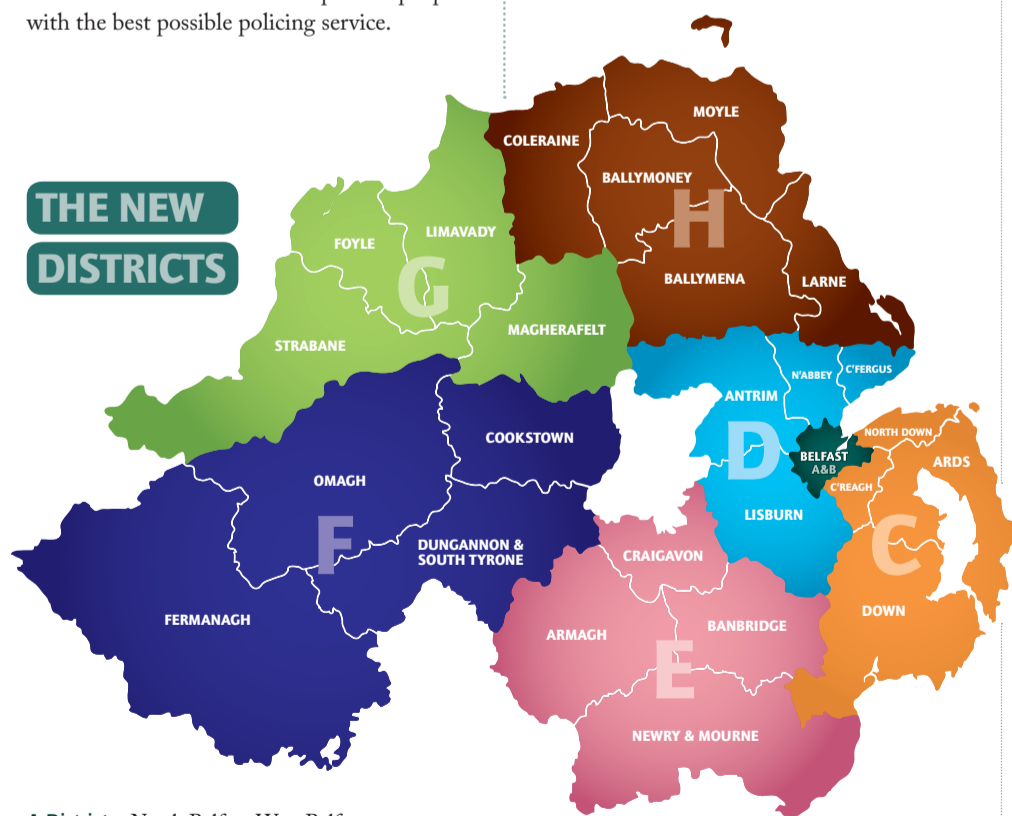 with the best possible policing service.
THE NEW
DISTRICTS
MOYLE
COLERAINE
BALLYMONEY
H
LIMAVADY
FOYLE
G
BALLYMENA
LARNE
MAGHERAFELT
STRABANE
N'ABBEY
C'FERGUS
ANTRIM
D
NORTH DOWN
COOKSTOWN
BELFAST
A&B
ARDS
OMAGH
C'REAGH
LISBURN
F
C
DUNGANNON &
SOUTH TYRONE
CRAIGAVON
FERMANAGH
DOWN
ARMAGH
BANBRIDGE
E
NEWRY & MOURNE